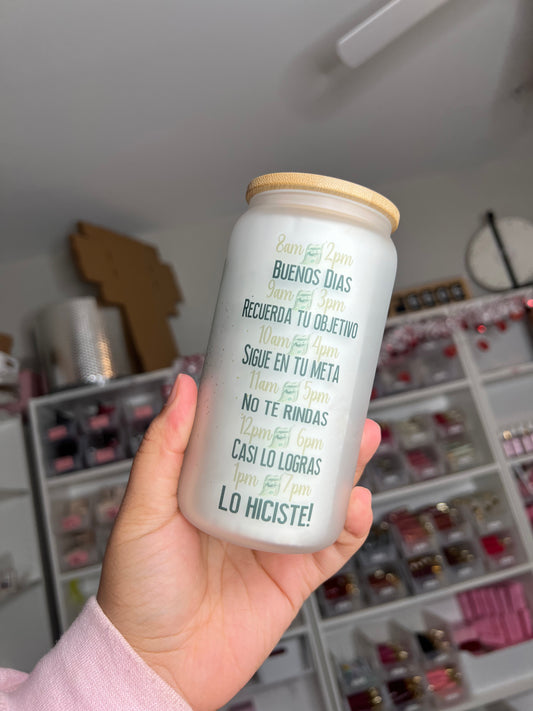 8am 2pm
BUENOS DIAS
9am 3pm
RECUERDA TU OBJETIVO
10am 4pm
SIGUE EN TU META
11am 5pm
NO TE RINDAS
12pm 6pm
CASI LO LOGRAS
1pm 7pm
LO HICISTE!